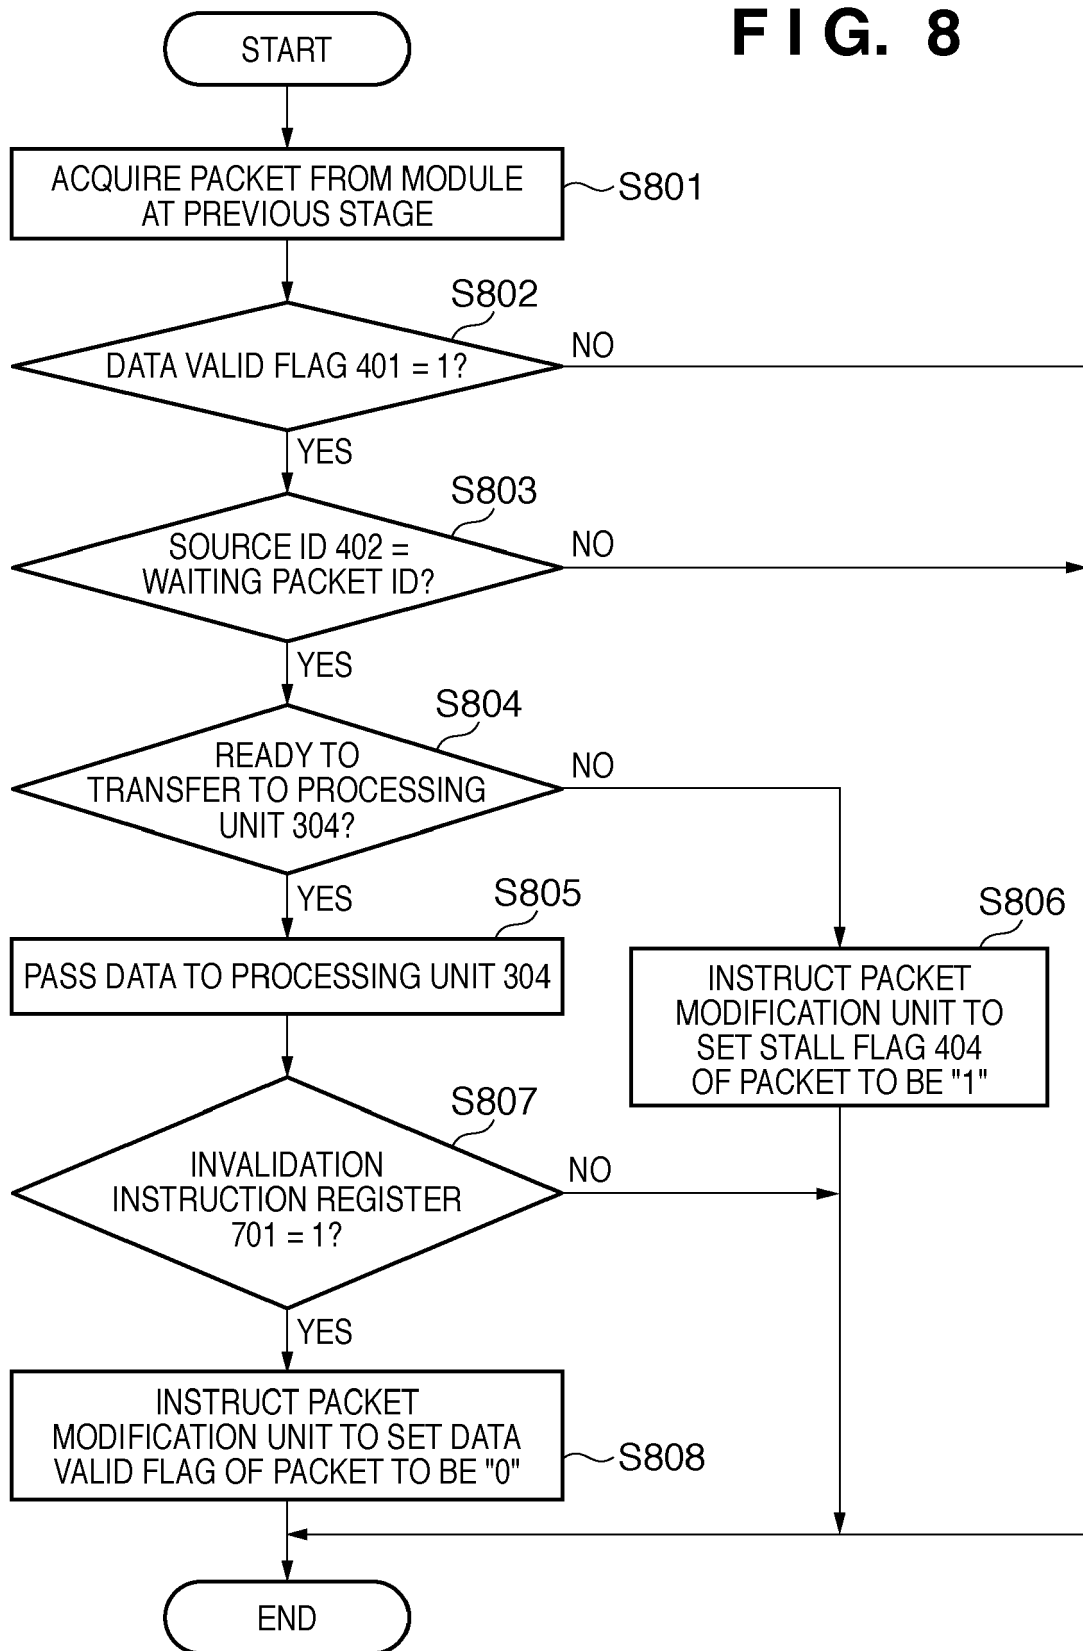 FIG. 8
START
ACQUIRE PACKET FROM MODULE
AT PREVIOUS STAGE
S801
S802
DATA VALID FLAG 401 = 1?
NO
YES
S803
SOURCE ID 402 =
WAITING PACKET ID?
NO
YES
S804
READY TO
TRANSFER TO PROCESSING
UNIT 304?
NO
YES
S805
PASS DATA TO PROCESSING UNIT 304
S806
INSTRUCT PACKET
MODIFICATION UNIT TO
SET STALL FLAG 404
OF PACKET TO BE "1"
S807
INVALIDATION
INSTRUCTION REGISTER
701 = 1?
NO
YES
INSTRUCT PACKET
MODIFICATION UNIT TO SET DATA
VALID FLAG OF PACKET TO BE "0"
S808
END